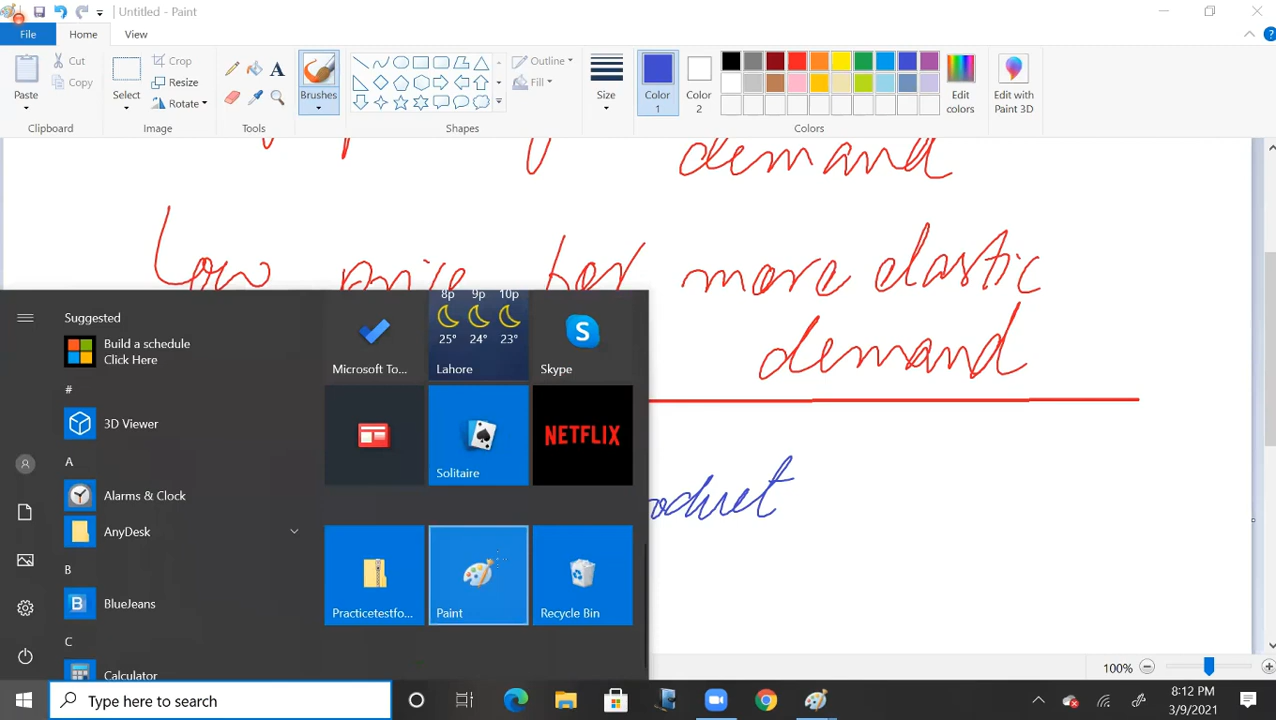 Untitled - Paint
File
Home
View
Paste
Cut
Copy
Clipboard
Select
Crop
Resize
Rotate
Image
Tools
Brushes
Outline
Fill
Shapes
Size
Color 1
Color 2
Edit colors
Edit with Paint 3D
Colors
demand
Low price for more elastic
demand
oduct
Suggested
Build a schedule
Click Here
#
3D Viewer
A
Alarms & Clock
AnyDesk
B
BlueJeans
C
Calculator
Microsoft To...
8p 9p 10p
25° 24° 23°
Lahore
S
Skype
Solitaire
NETFLIX
Practicetestfo...
Paint
Recycle Bin
100%
Type here to search
8:12 PM
3/9/2021